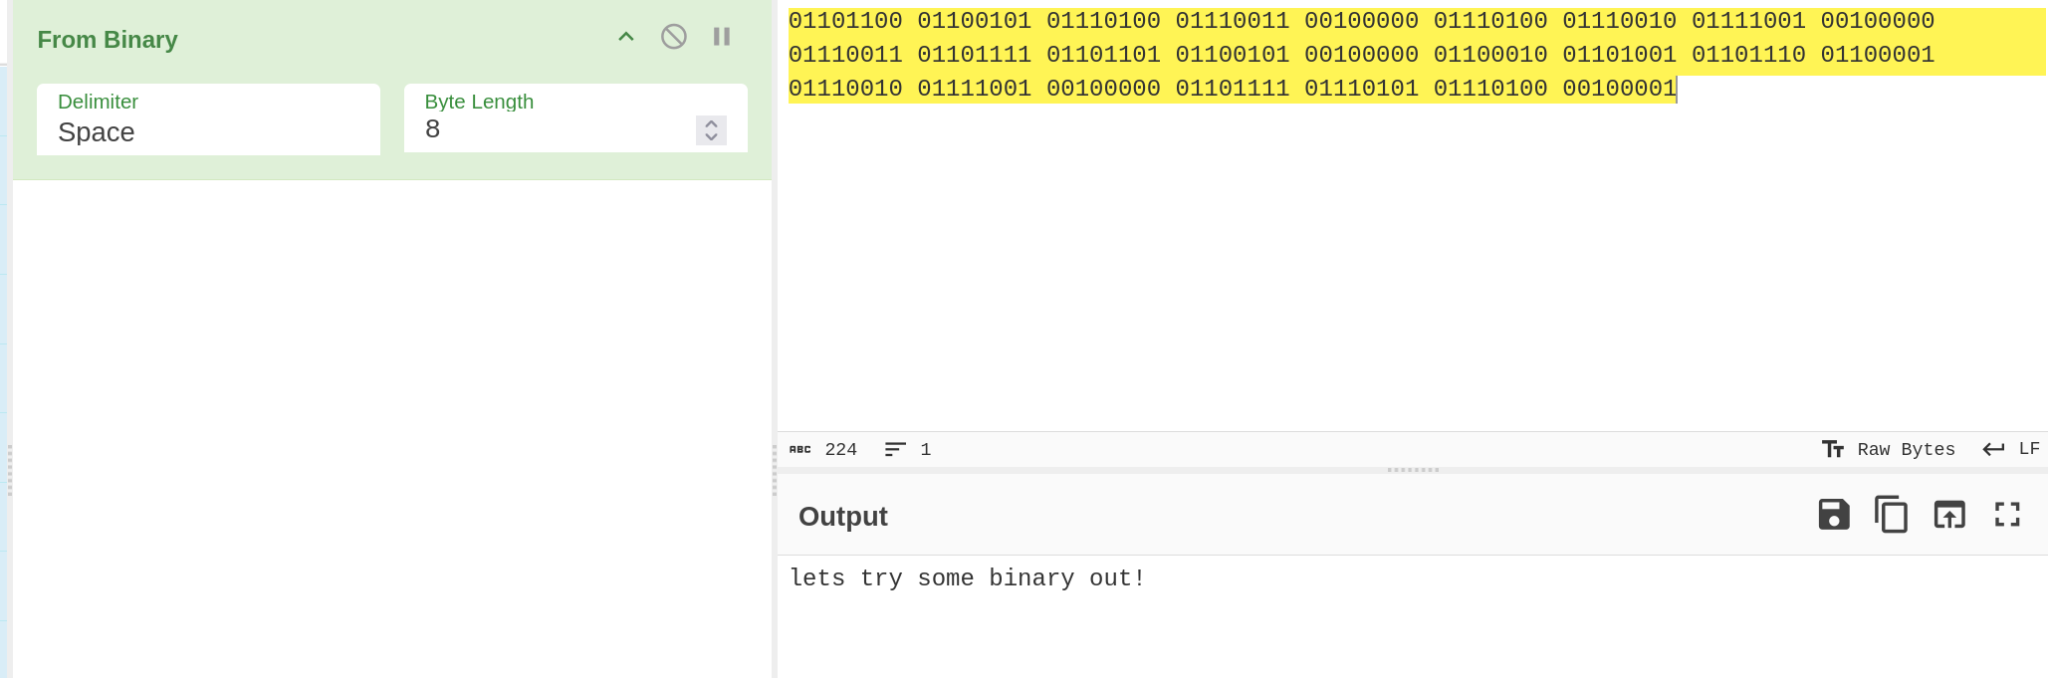 From Binary
Delimiter
Space
Byte Length
8
01101100 01100101 01110100 01110011 00100000 01110100 01110010 01111001 00100000
01110011 01101111 01101101 01100101 00100000 01100010 01101001 01101110 01100001
01110010 01111001 00100000 01101111 01110101 01110100 00100001
ABC 224 1 Raw Bytes LF
Output
lets try some binary out!